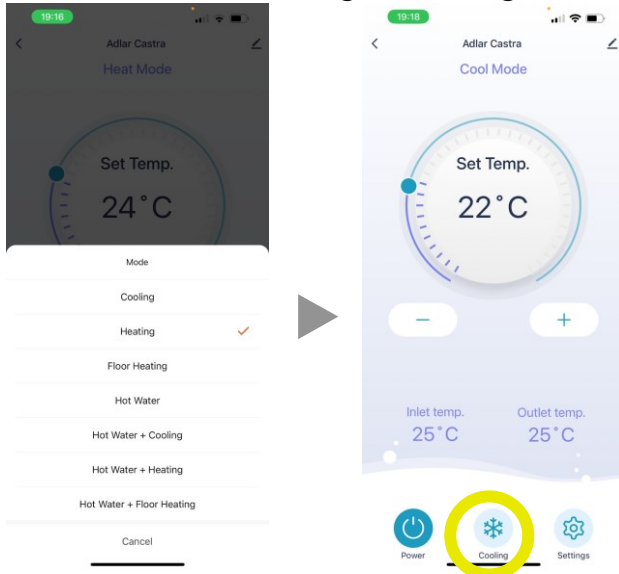 19:16
Adlar Castra
Heat Mode
Set Temp.
24°C
Mode
Cooling
Heating
Floor Heating
Hot Water
Hot Water + Cooling
Hot Water + Heating
Hot Water + Floor Heating
Cancel
19:18
Adlar Castra
Cool Mode
Set Temp.
22°C
− +
Inlet temp. Outlet temp.
25°C 25°C
Power Cooling Settings